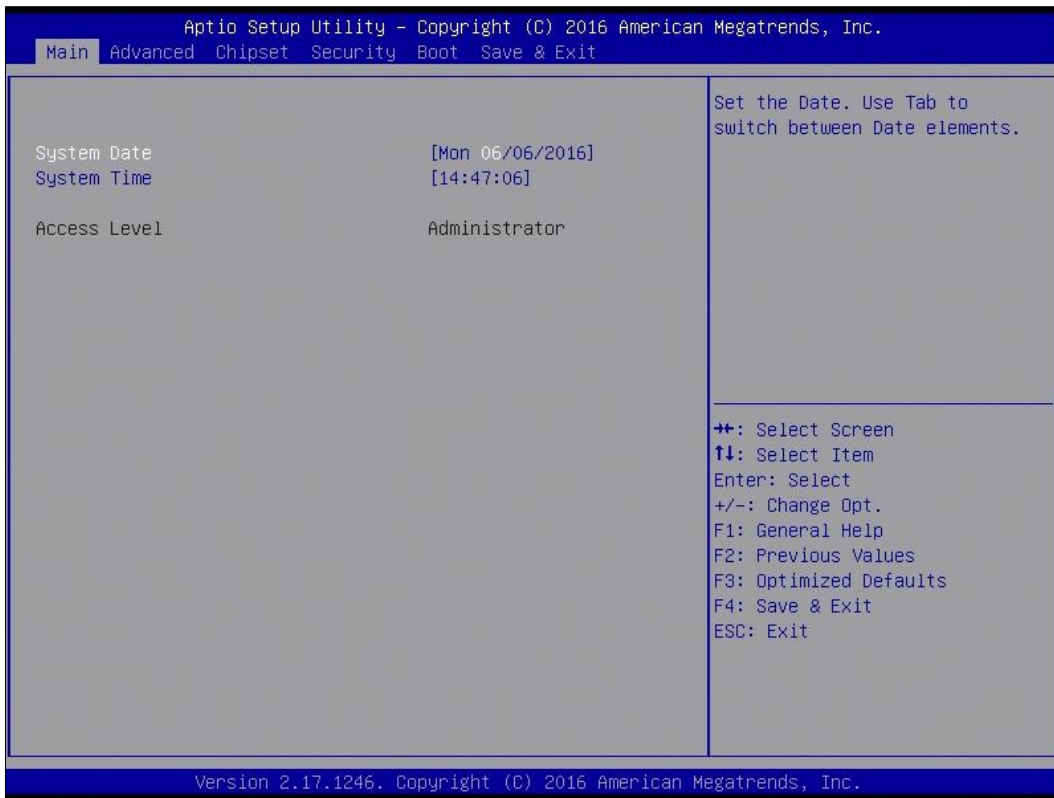 Aptio Setup Utility – Copyright (C) 2016 American Megatrends, Inc.
Main Advanced Chipset Security Boot Save & Exit
Set the Date. Use Tab to
switch between Date elements.
System Date [Mon 06/06/2016]
System Time [14:47:06]
Access Level Administrator
→←: Select Screen
↑↓: Select Item
Enter: Select
+/-: Change Opt.
F1: General Help
F2: Previous Values
F3: Optimized Defaults
F4: Save & Exit
ESC: Exit
Version 2.17.1246. Copyright (C) 2016 American Megatrends, Inc.